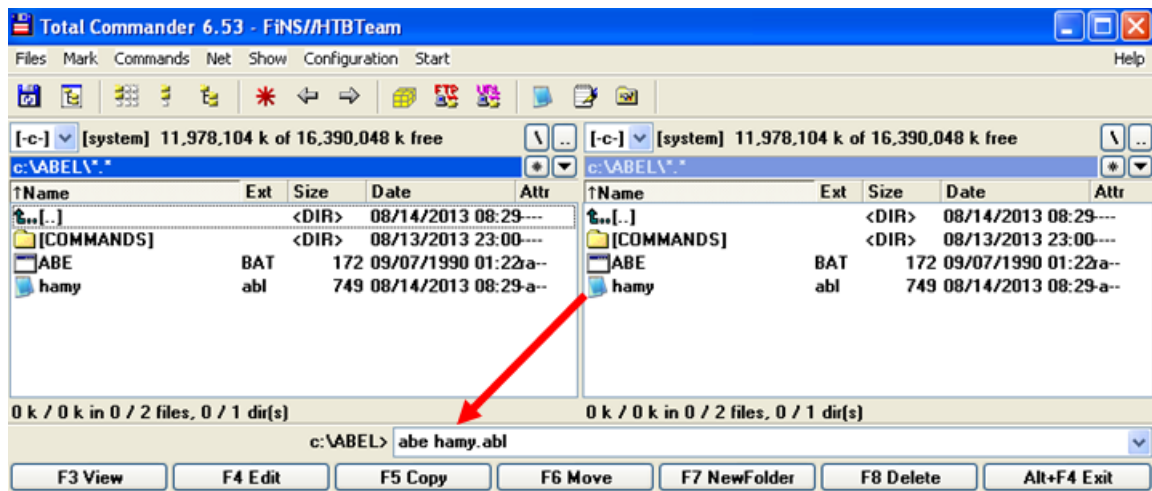 Total Commander 6.53 - FiNS//HTBTeam
Files Mark Commands Net Show Configuration Start Help
FTP URL
[-c-] [system] 11,978,104 k of 16,390,048 k free \ .. [-c-] [system] 11,978,104 k of 16,390,048 k free \ ..
c:\ABEL\*.* * c:\ABEL\*.* *
↑Name Ext Size Date Attr ↑Name Ext Size Date Attr
[..] <DIR> 08/14/2013 08:29 ---- [..] <DIR> 08/14/2013 08:29 ----
[COMMANDS] <DIR> 08/13/2013 23:00 ---- [COMMANDS] <DIR> 08/13/2013 23:00 ----
ABE BAT 172 09/07/1990 01:22 ra-- ABE BAT 172 09/07/1990 01:22 ra--
hamy abl 749 08/14/2013 08:29 -a-- hamy abl 749 08/14/2013 08:29 -a--
0 k / 0 k in 0 / 2 files, 0 / 1 dir(s) 0 k / 0 k in 0 / 2 files, 0 / 1 dir(s)
c:\ABEL> abe hamy.abl
F3 View F4 Edit F5 Copy F6 Move F7 NewFolder F8 Delete Alt+F4 Exit